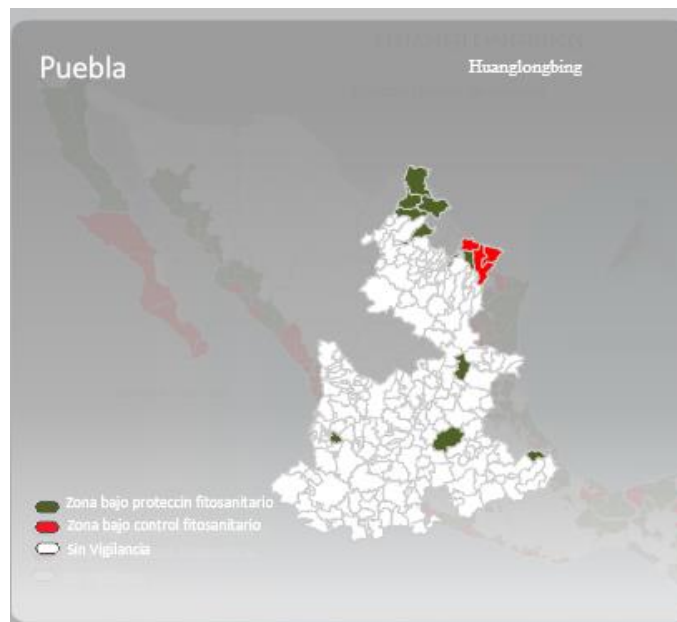 Puebla
Huanglongbing
Zona bajo proteccin fitosanitario
Zona bajo control fitosanitario
Sin Vigilancia